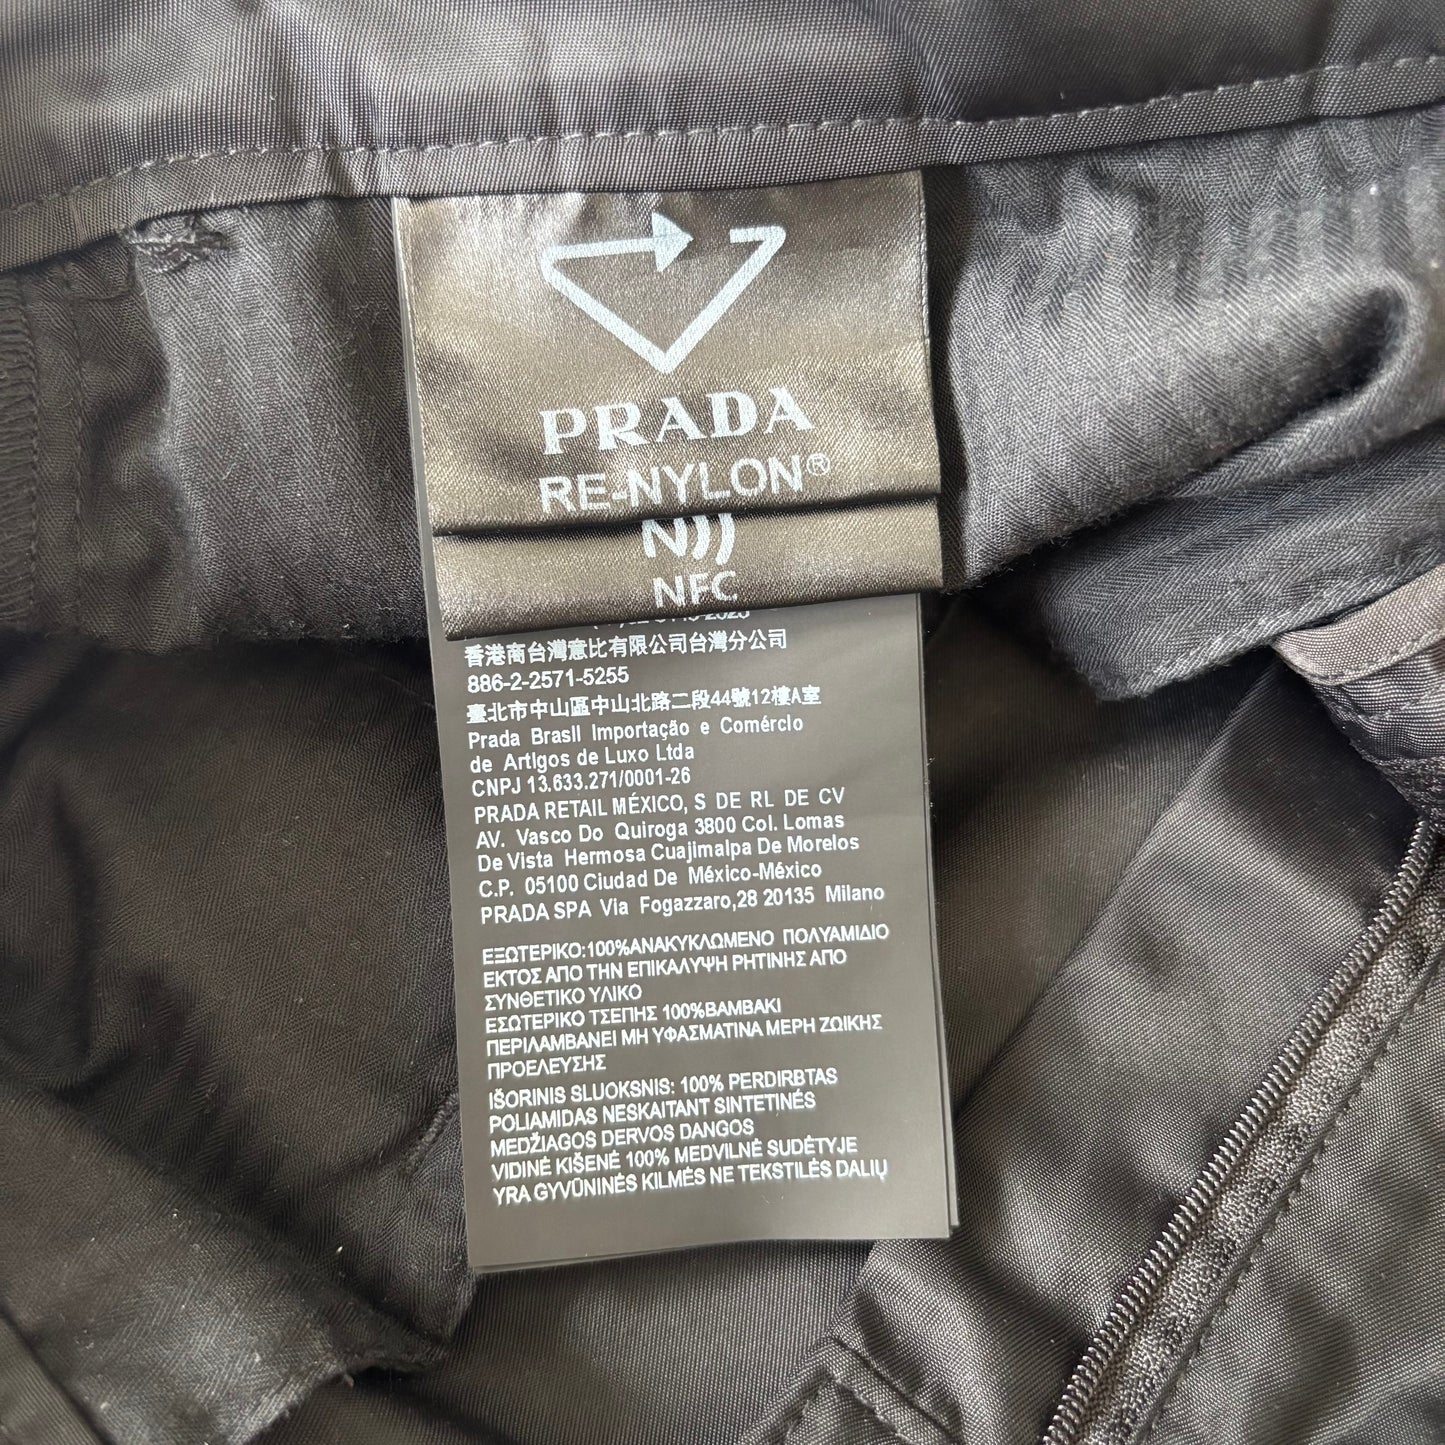 PRADA
RE-NYLON®
N
NFC
香港商台灣意比有限公司台灣分公司
886-2-2571-5255
臺北市中山區中山北路二段44號12樓A室
Prada Brasil Importação e Comércio
de Artigos de Luxo Ltda
CNPJ 13.633.271/0001-26
PRADA RETAIL MÉXICO, S DE RL DE CV
AV. Vasco Do Quiroga 3800 Col. Lomas
De Vista Hermosa Cuajimalpa De Morelos
C.P. 05100 Ciudad De México-México
PRADA SPA Via Fogazzaro,28 20135 Milano
ΕΞΩΤΕΡΙΚΟ:100%ΑΝΑΚΥΚΛΩΜΕΝΟ ΠΟΛΥΑΜΙΔΙΟ
ΕΚΤΟΣ ΑΠΟ ΤΗΝ ΕΠΙΚΑΛΥΨΗ ΡΗΤΙΝΗΣ ΑΠΟ
ΣΥΝΘΕΤΙΚΟ ΥΛΙΚΟ
ΕΣΩΤΕΡΙΚΟ ΤΣΕΠΗΣ 100%ΒΑΜΒΑΚΙ
ΠΕΡΙΛΑΜΒΑΝΕΙ ΜΗ ΥΦΑΣΜΑΤΙΝΑ ΜΕΡΗ ΖΩΙΚΗΣ
ΠΡΟΕΛΕΥΣΗΣ
IŠORINIS SLUOKSNIS: 100% PERDIRBTAS
POLIAMIDAS NESKAITANT SINTETINĖS
MEDŽIAGOS DERVOS DANGOS
VIDINĖ KIŠENĖ 100% MEDVILNĖ SUDĖTYJE
YRA GYVŪNINĖS KILMĖS NE TEKSTILĖS DALIŲ